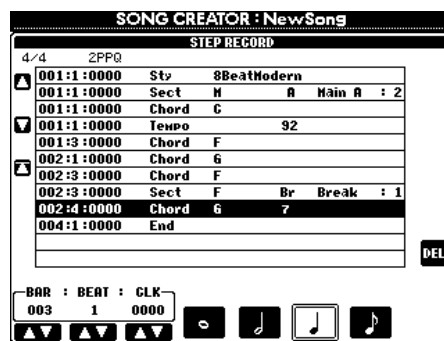 SONG CREATOR : NewSong
STEP RECORD
4/4 2PPQ
001:1:0000 Sty 8BeatModern
001:1:0000 Sect M A Main A : 2
001:1:0000 Chord C
001:1:0000 Tempo 92
001:3:0000 Chord F
002:1:0000 Chord G
002:3:0000 Chord F
002:3:0000 Sect F Br Break : 1
002:4:0000 Chord G 7
004:1:0000 End
DEL
BAR : BEAT : CLK
003 1 0000